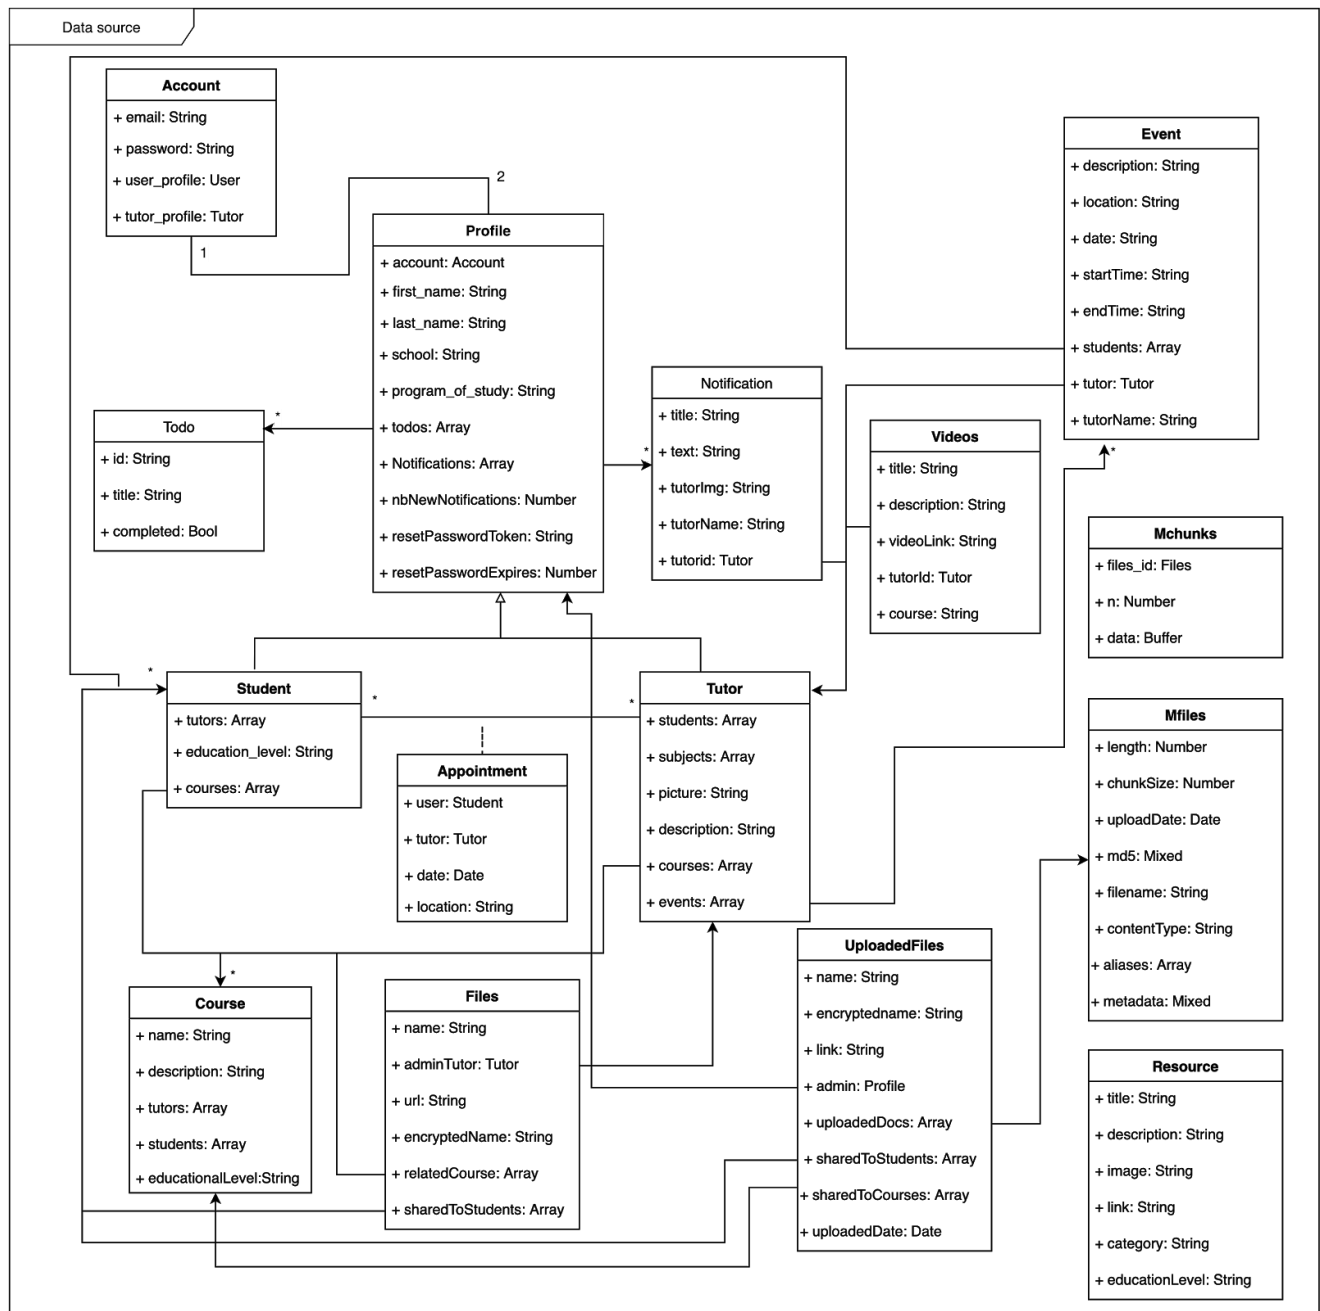 Data source
Account
+ email: String
+ password: String
+ user_profile: User
+ tutor_profile: Tutor
1
2
Profile
+ account: Account
+ first_name: String
+ last_name: String
+ school: String
+ program_of_study: String
+ todos: Array
+ Notifications: Array
+ nbNewNotifications: Number
+ resetPasswordToken: String
+ resetPasswordExpires: Number
*
Todo
+ id: String
+ title: String
+ completed: Bool
*
Notification
+ title: String
+ text: String
+ tutorImg: String
+ tutorName: String
+ tutorid: Tutor
Videos
+ title: String
+ description: String
+ videoLink: String
+ tutorId: Tutor
+ course: String
Event
+ description: String
+ location: String
+ date: String
+ startTime: String
+ endTime: String
+ students: Array
+ tutor: Tutor
+ tutorName: String
*
Mchunks
+ files_id: Files
+ n: Number
+ data: Buffer
*
Student
+ tutors: Array
+ education_level: String
+ courses: Array
*
*
Tutor
+ students: Array
+ subjects: Array
+ picture: String
+ description: String
+ courses: Array
+ events: Array
Appointment
+ user: Student
+ tutor: Tutor
+ date: Date
+ location: String
Mfiles
+ length: Number
+ chunkSize: Number
+ uploadDate: Date
+ md5: Mixed
+ filename: String
+ contentType: String
+ aliases: Array
+ metadata: Mixed
*
Course
+ name: String
+ description: String
+ tutors: Array
+ students: Array
+ educationalLevel:String
Files
+ name: String
+ adminTutor: Tutor
+ url: String
+ encryptedName: String
+ relatedCourse: Array
+ sharedToStudents: Array
UploadedFiles
+ name: String
+ encryptedname: String
+ link: String
+ admin: Profile
+ uploadedDocs: Array
+ sharedToStudents: Array
+ sharedToCourses: Array
+ uploadedDate: Date
Resource
+ title: String
+ description: String
+ image: String
+ link: String
+ category: String
+ educationLevel: String